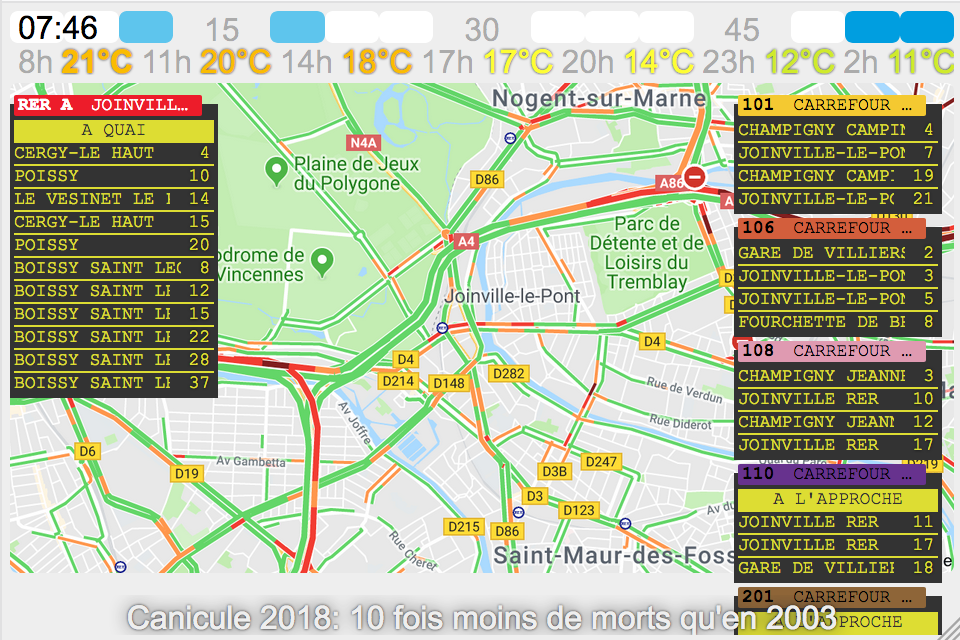 07:46 15 30 45
8h 21°C 11h 20°C 14h 18°C 17h 17°C 20h 14°C 23h 12°C 2h 11°C
RER A JOINVILL...
A QUAI
CERGY-LE HAUT 4
POISSY 10
LE VESINET LE 14
CERGY-LE HAUT 15
POISSY 20
BOISSY SAINT LEO 8
BOISSY SAINT LE 12
BOISSY SAINT LE 15
BOISSY SAINT LE 22
BOISSY SAINT LE 28
BOISSY SAINT LE 37
Nogent-sur-Marne
N4A
Plaine de Jeux
du Polygone
D86
A86
A4
Parc de
Détente et de
Loisirs du
Tremblay
odrome de
Vincennes
Joinville-le-Pont
D4
D4
D214
D148
D282
Rue de Verdun
Rue Diderot
Av Joffre
D6
D19
Av Gambetta
D3B
D247
D3
D123
D215
D86
Rue Cherer
Saint-Maur-des-Foss
101 CARREFOUR ...
CHAMPIGNY CAMPIN 4
JOINVILLE-LE-PON 7
CHAMPIGNY CAMP 19
JOINVILLE-LE-PO 21
106 CARREFOUR ...
GARE DE VILLIERS 2
JOINVILLE-LE-PON 3
JOINVILLE-LE-PON 5
FOURCHETTE DE BR 8
108 CARREFOUR ...
CHAMPIGNY JEANNE 3
JOINVILLE RER 10
CHAMPIGNY JEAN 12
JOINVILLE RER 17
110 CARREFOUR ...
A L'APPROCHE
JOINVILLE RER 11
JOINVILLE RER 17
GARE DE VILLIE 18
201 CARREFOUR ...
A L'APPROCHE
Canicule 2018: 10 fois moins de morts qu'en 2003